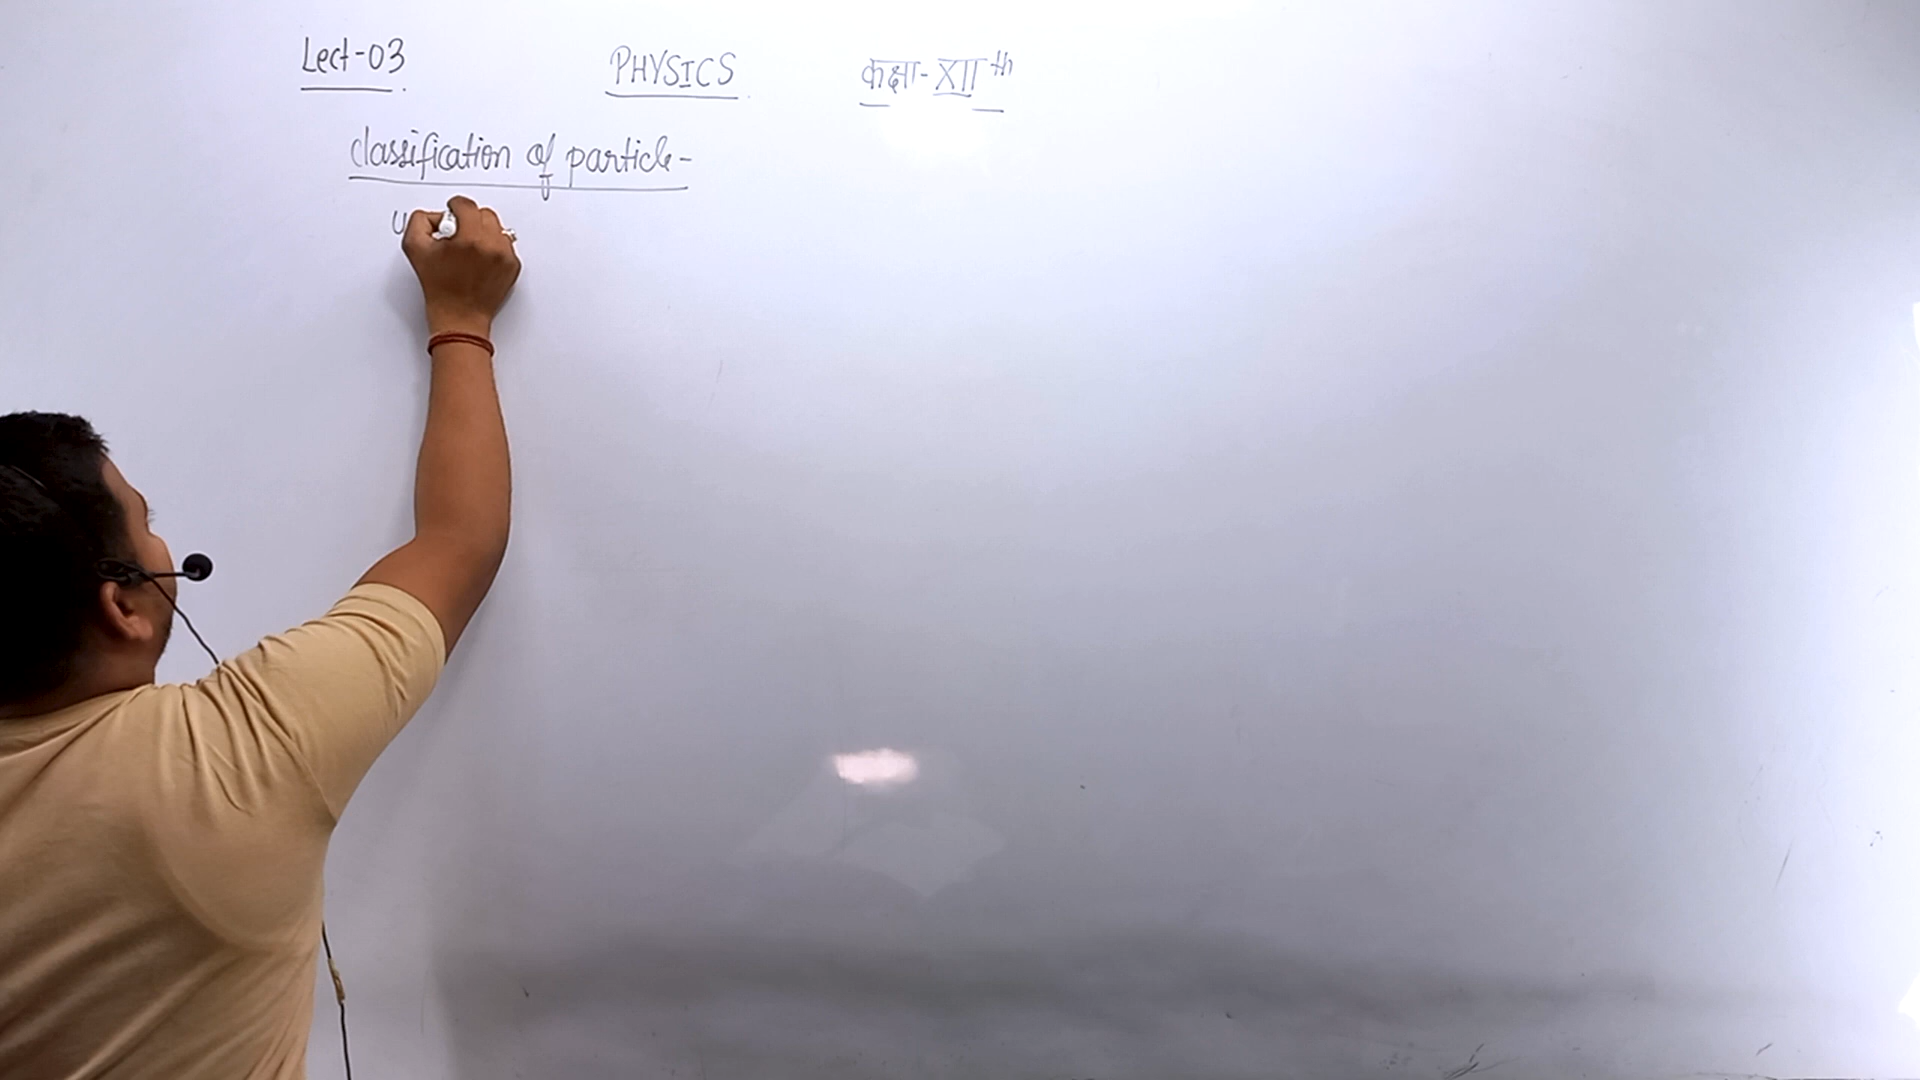 Lect-03 PHYSICS कक्षा-XII th
classification of particle-